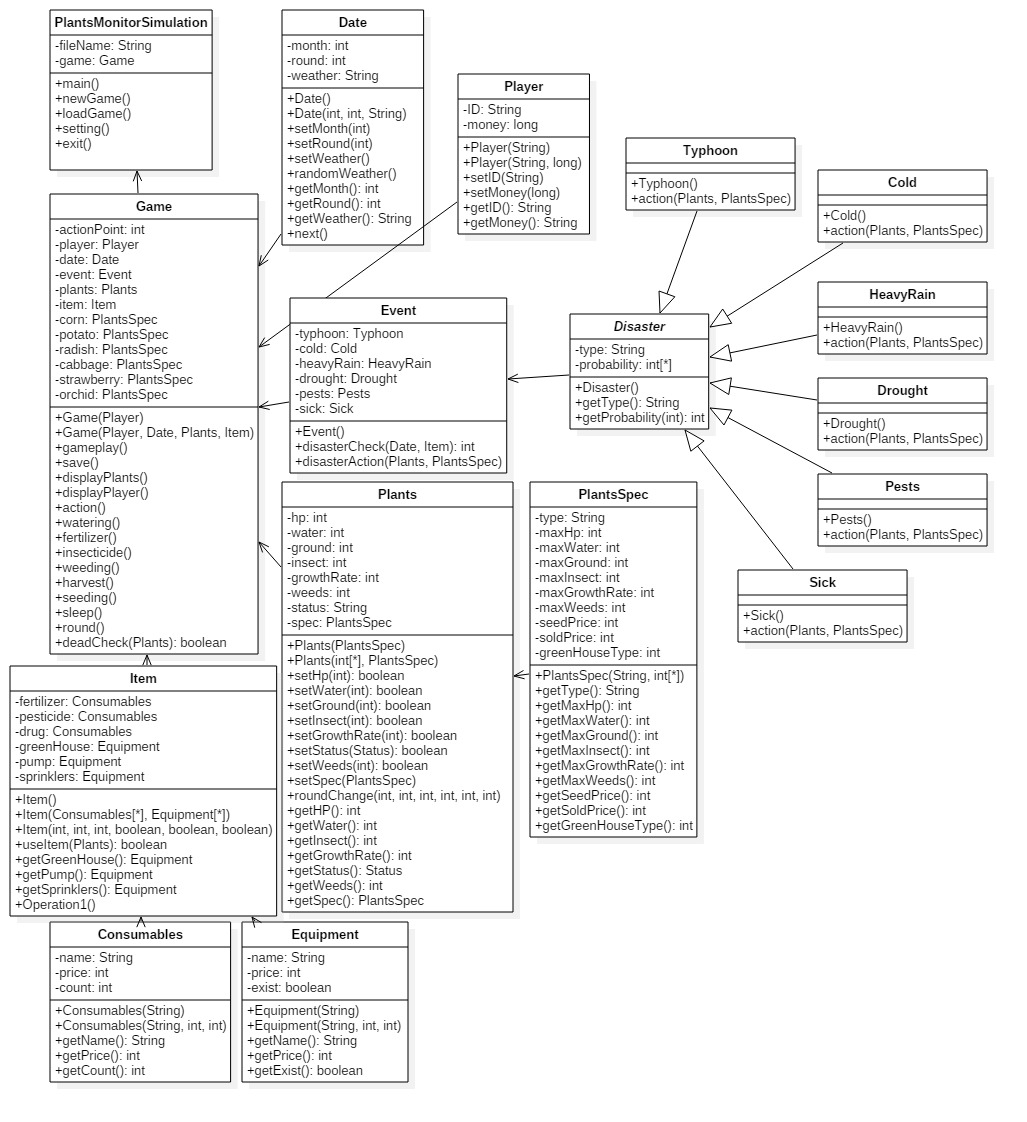 PlantsMonitorSimulation
-fileName: String
-game: Game
+main()
+newGame()
+loadGame()
+setting()
+exit()
Date
-month: int
-round: int
-weather: String
+Date()
+Date(int, int, String)
+setMonth(int)
+setRound(int)
+setWeather()
+randomWeather()
+getMonth(): int
+getRound(): int
+getWeather(): String
+next()
Player
-ID: String
-money: long
+Player(String)
+Player(String, long)
+setID(String)
+setMoney(long)
+getID(): String
+getMoney(): String
Typhoon
+Typhoon()
+action(Plants, PlantsSpec)
Cold
+Cold()
+action(Plants, PlantsSpec)
Game
-actionPoint: int
-player: Player
-date: Date
-event: Event
-plants: Plants
-item: Item
-corn: PlantsSpec
-potato: PlantsSpec
-radish: PlantsSpec
-cabbage: PlantsSpec
-strawberry: PlantsSpec
-orchid: PlantsSpec
+Game(Player)
+Game(Player, Date, Plants, Item)
+gameplay()
+save()
+displayPlants()
+displayPlayer()
+action()
+watering()
+fertilizer()
+insecticide()
+weeding()
+harvest()
+seeding()
+sleep()
+round()
+deadCheck(Plants): boolean
Event
-typhoon: Typhoon
-cold: Cold
-heavyRain: HeavyRain
-drought: Drought
-pests: Pests
-sick: Sick
+Event()
+disasterCheck(Date, Item): int
+disasterAction(Plants, PlantsSpec)
Disaster
-type: String
-probability: int[*]
+Disaster()
+getType(): String
+getProbability(int): int
HeavyRain
+HeavyRain()
+action(Plants, PlantsSpec)
Drought
+Drought()
+action(Plants, PlantsSpec)
Pests
+Pests()
+action(Plants, PlantsSpec)
Sick
+Sick()
+action(Plants, PlantsSpec)
Plants
-hp: int
-water: int
-ground: int
-insect: int
-growthRate: int
-weeds: int
-status: String
-spec: PlantsSpec
+Plants(PlantsSpec)
+Plants(int[*], PlantsSpec)
+setHp(int): boolean
+setWater(int): boolean
+setGround(int): boolean
+setInsect(int): boolean
+setGrowthRate(int): boolean
+setStatus(Status): boolean
+setWeeds(int): boolean
+setSpec(PlantsSpec)
+roundChange(int, int, int, int, int, int)
+getHP(): int
+getWater(): int
+getInsect(): int
+getGrowthRate(): int
+getStatus(): Status
+getWeeds(): int
+getSpec(): PlantsSpec
PlantsSpec
-type: String
-maxHp: int
-maxWater: int
-maxGround: int
-maxInsect: int
-maxGrowthRate: int
-maxWeeds: int
-seedPrice: int
-soldPrice: int
-greenHouseType: int
+PlantsSpec(String, int[*])
+getType(): String
+getMaxHp(): int
+getMaxWater(): int
+getMaxGround(): int
+getMaxInsect(): int
+getMaxGrowthRate(): int
+getMaxWeeds(): int
+getSeedPrice(): int
+getSoldPrice(): int
+getGreenHouseType(): int
Item
-fertilizer: Consumables
-pesticide: Consumables
-drug: Consumables
-greenHouse: Equipment
-pump: Equipment
-sprinklers: Equipment
+Item()
+Item(Consumables[*], Equipment[*])
+Item(int, int, int, boolean, boolean, boolean)
+useItem(Plants): boolean
+getGreenHouse(): Equipment
+getPump(): Equipment
+getSprinklers(): Equipment
+Operation1()
Consumables
-name: String
-price: int
-count: int
+Consumables(String)
+Consumables(String, int, int)
+getName(): String
+getPrice(): int
+getCount(): int
Equipment
-name: String
-price: int
-exist: boolean
+Equipment(String)
+Equipment(String, int, int)
+getName(): String
+getPrice(): int
+getExist(): boolean